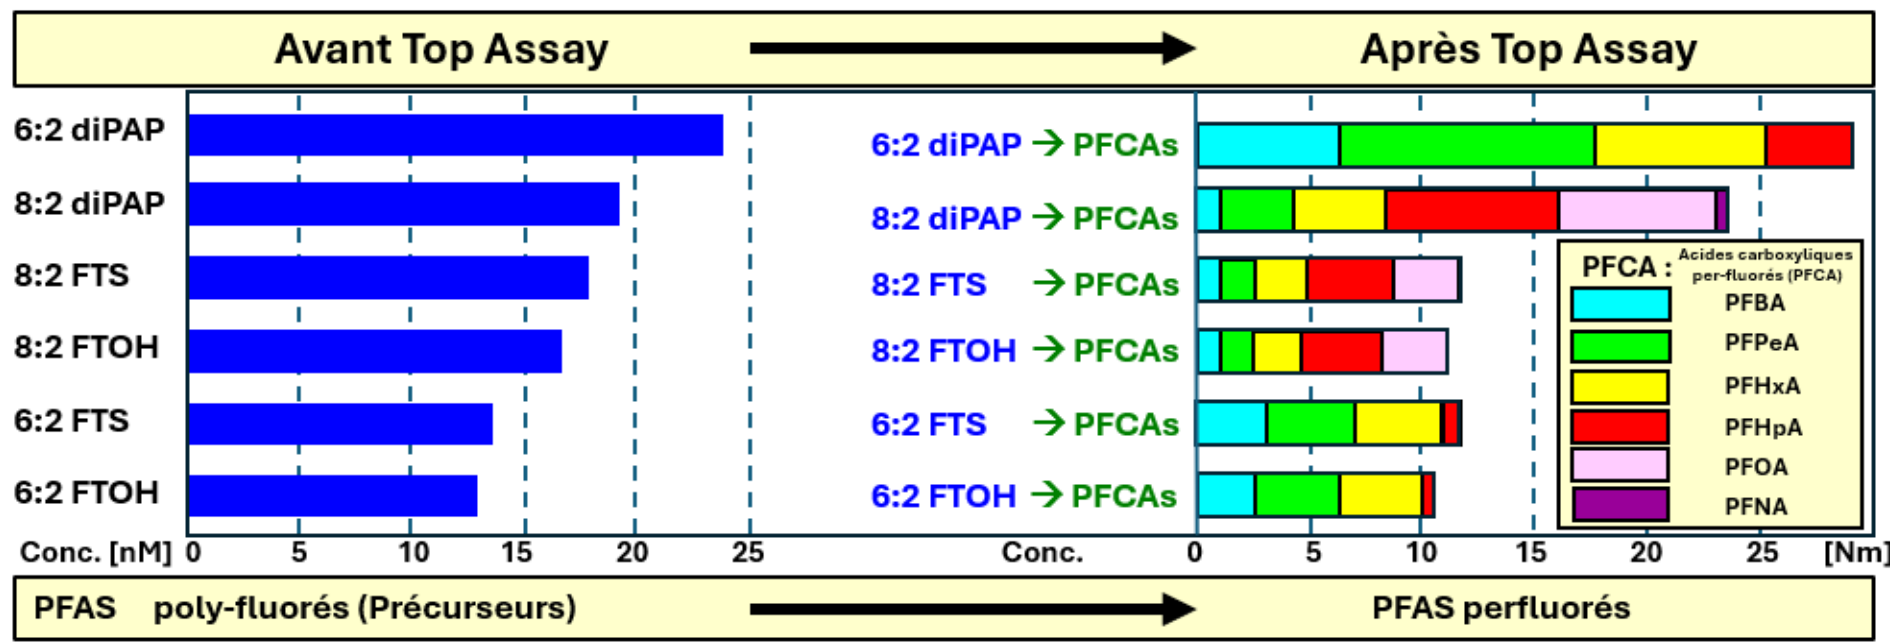 Avant Top Assay
Après Top Assay
6:2 diPAP
8:2 diPAP
8:2 FTS
8:2 FTOH
6:2 FTS
6:2 FTOH
6:2 diPAP → PFCAs
8:2 diPAP → PFCAs
8:2 FTS → PFCAs
8:2 FTOH → PFCAs
6:2 FTS → PFCAs
6:2 FTOH → PFCAs
PFCA : Acides carboxyliques
per-fluorés (PFCA)
PFBA
PFPeA
PFHxA
PFHpA
PFOA
PFNA
Conc. [nM] 0 5 10 15 20 25
Conc. 0 5 10 15 20 25 [Nm]
PFAS poly-fluorés (Précurseurs)
PFAS perfluorés